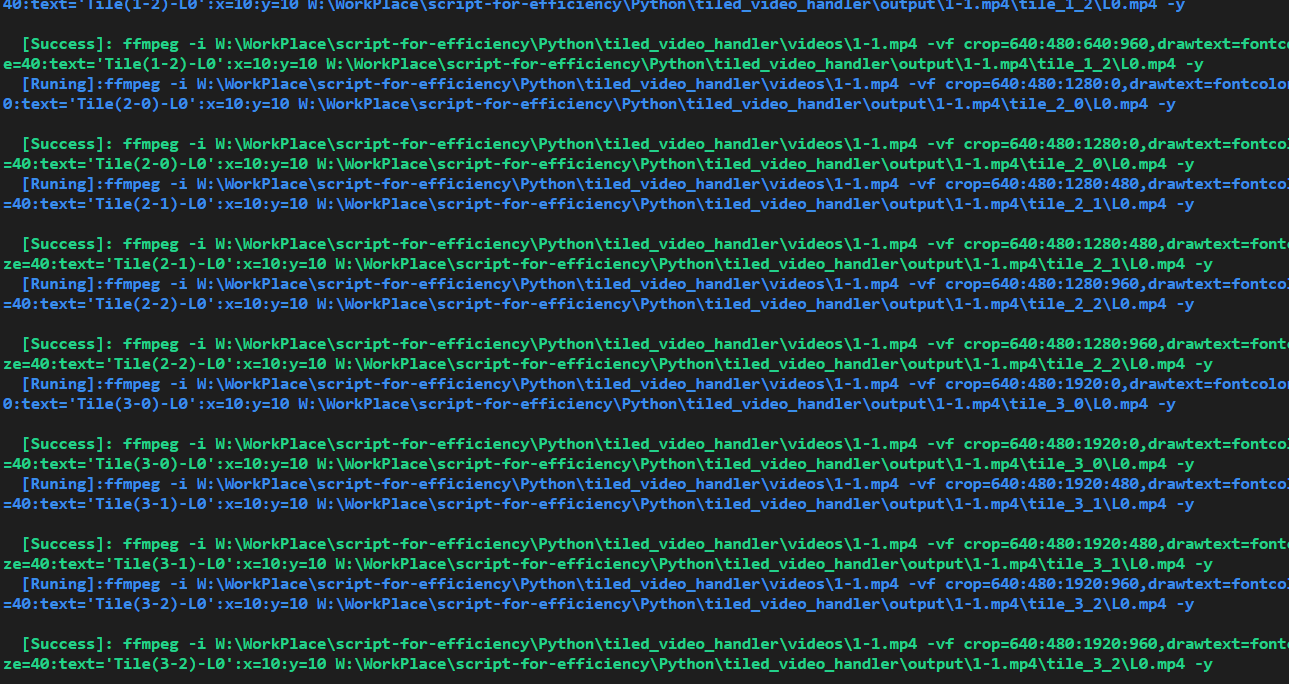 40:text='Tile(1-2)-L0':x=10:y=10 W:\WorkPlace\script-for-efficiency\Python\tiled_video_handler\output\1-1.mp4\tile_1_2\L0.mp4 -y
[Success]: ffmpeg -i W:\WorkPlace\script-for-efficiency\Python\tiled_video_handler\videos\1-1.mp4 -vf crop=640:480:640:960,drawtext=fontco
e=40:text='Tile(1-2)-L0':x=10:y=10 W:\WorkPlace\script-for-efficiency\Python\tiled_video_handler\output\1-1.mp4\tile_1_2\L0.mp4 -y
[Runing]:ffmpeg -i W:\WorkPlace\script-for-efficiency\Python\tiled_video_handler\videos\1-1.mp4 -vf crop=640:480:1280:0,drawtext=fontcolo
0:text='Tile(2-0)-L0':x=10:y=10 W:\WorkPlace\script-for-efficiency\Python\tiled_video_handler\output\1-1.mp4\tile_2_0\L0.mp4 -y
[Success]: ffmpeg -i W:\WorkPlace\script-for-efficiency\Python\tiled_video_handler\videos\1-1.mp4 -vf crop=640:480:1280:0,drawtext=fontcol
=40:text='Tile(2-0)-L0':x=10:y=10 W:\WorkPlace\script-for-efficiency\Python\tiled_video_handler\output\1-1.mp4\tile_2_0\L0.mp4 -y
[Runing]:ffmpeg -i W:\WorkPlace\script-for-efficiency\Python\tiled_video_handler\videos\1-1.mp4 -vf crop=640:480:1280:480,drawtext=fontcol
=40:text='Tile(2-1)-L0':x=10:y=10 W:\WorkPlace\script-for-efficiency\Python\tiled_video_handler\output\1-1.mp4\tile_2_1\L0.mp4 -y
[Success]: ffmpeg -i W:\WorkPlace\script-for-efficiency\Python\tiled_video_handler\videos\1-1.mp4 -vf crop=640:480:1280:480,drawtext=fontc
ze=40:text='Tile(2-1)-L0':x=10:y=10 W:\WorkPlace\script-for-efficiency\Python\tiled_video_handler\output\1-1.mp4\tile_2_1\L0.mp4 -y
[Runing]:ffmpeg -i W:\WorkPlace\script-for-efficiency\Python\tiled_video_handler\videos\1-1.mp4 -vf crop=640:480:1280:960,drawtext=fontcol
=40:text='Tile(2-2)-L0':x=10:y=10 W:\WorkPlace\script-for-efficiency\Python\tiled_video_handler\output\1-1.mp4\tile_2_2\L0.mp4 -y
[Success]: ffmpeg -i W:\WorkPlace\script-for-efficiency\Python\tiled_video_handler\videos\1-1.mp4 -vf crop=640:480:1280:960,drawtext=fontc
ze=40:text='Tile(2-2)-L0':x=10:y=10 W:\WorkPlace\script-for-efficiency\Python\tiled_video_handler\output\1-1.mp4\tile_2_2\L0.mp4 -y
[Runing]:ffmpeg -i W:\WorkPlace\script-for-efficiency\Python\tiled_video_handler\videos\1-1.mp4 -vf crop=640:480:1920:0,drawtext=fontcolo
0:text='Tile(3-0)-L0':x=10:y=10 W:\WorkPlace\script-for-efficiency\Python\tiled_video_handler\output\1-1.mp4\tile_3_0\L0.mp4 -y
[Success]: ffmpeg -i W:\WorkPlace\script-for-efficiency\Python\tiled_video_handler\videos\1-1.mp4 -vf crop=640:480:1920:0,drawtext=fontcol
=40:text='Tile(3-0)-L0':x=10:y=10 W:\WorkPlace\script-for-efficiency\Python\tiled_video_handler\output\1-1.mp4\tile_3_0\L0.mp4 -y
[Runing]:ffmpeg -i W:\WorkPlace\script-for-efficiency\Python\tiled_video_handler\videos\1-1.mp4 -vf crop=640:480:1920:480,drawtext=fontcol
=40:text='Tile(3-1)-L0':x=10:y=10 W:\WorkPlace\script-for-efficiency\Python\tiled_video_handler\output\1-1.mp4\tile_3_1\L0.mp4 -y
[Success]: ffmpeg -i W:\WorkPlace\script-for-efficiency\Python\tiled_video_handler\videos\1-1.mp4 -vf crop=640:480:1920:480,drawtext=fontc
ze=40:text='Tile(3-1)-L0':x=10:y=10 W:\WorkPlace\script-for-efficiency\Python\tiled_video_handler\output\1-1.mp4\tile_3_1\L0.mp4 -y
[Runing]:ffmpeg -i W:\WorkPlace\script-for-efficiency\Python\tiled_video_handler\videos\1-1.mp4 -vf crop=640:480:1920:960,drawtext=fontcol
=40:text='Tile(3-2)-L0':x=10:y=10 W:\WorkPlace\script-for-efficiency\Python\tiled_video_handler\output\1-1.mp4\tile_3_2\L0.mp4 -y
[Success]: ffmpeg -i W:\WorkPlace\script-for-efficiency\Python\tiled_video_handler\videos\1-1.mp4 -vf crop=640:480:1920:960,drawtext=fontc
ze=40:text='Tile(3-2)-L0':x=10:y=10 W:\WorkPlace\script-for-efficiency\Python\tiled_video_handler\output\1-1.mp4\tile_3_2\L0.mp4 -y